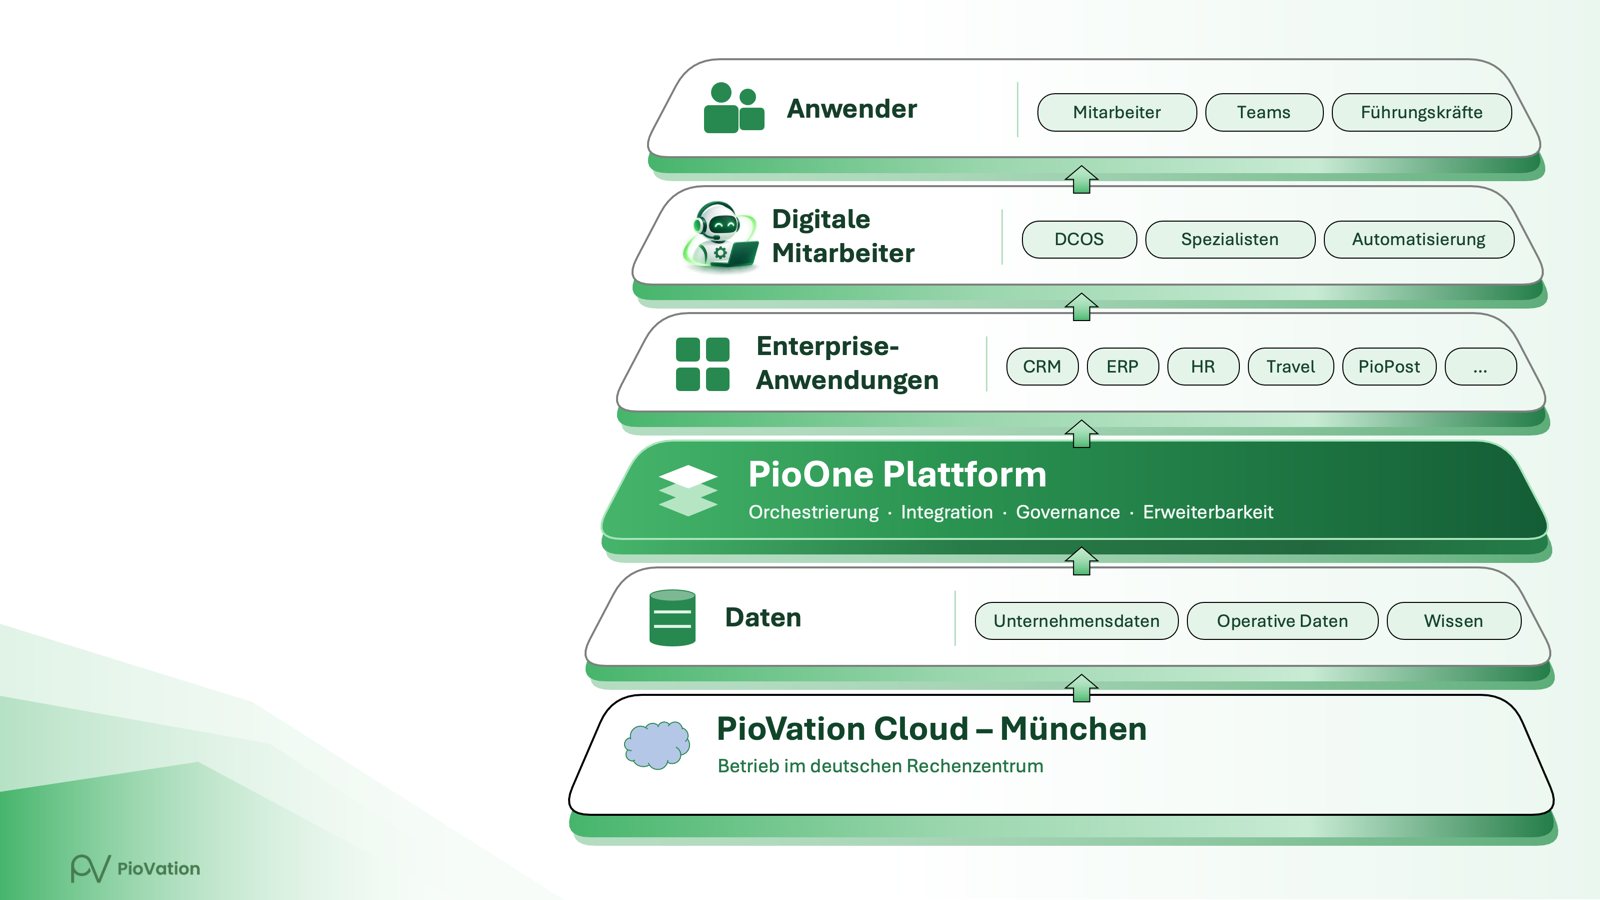 Anwender
Mitarbeiter
Teams
Führungskräfte
Digitale
Mitarbeiter
DCOS
Spezialisten
Automatisierung
Enterprise-
Anwendungen
CRM
ERP
HR
Travel
PioPost
...
PioOne Plattform
Orchestrierung · Integration · Governance · Erweiterbarkeit
Daten
Unternehmensdaten
Operative Daten
Wissen
PioVation Cloud – München
Betrieb im deutschen Rechenzentrum
PioVation